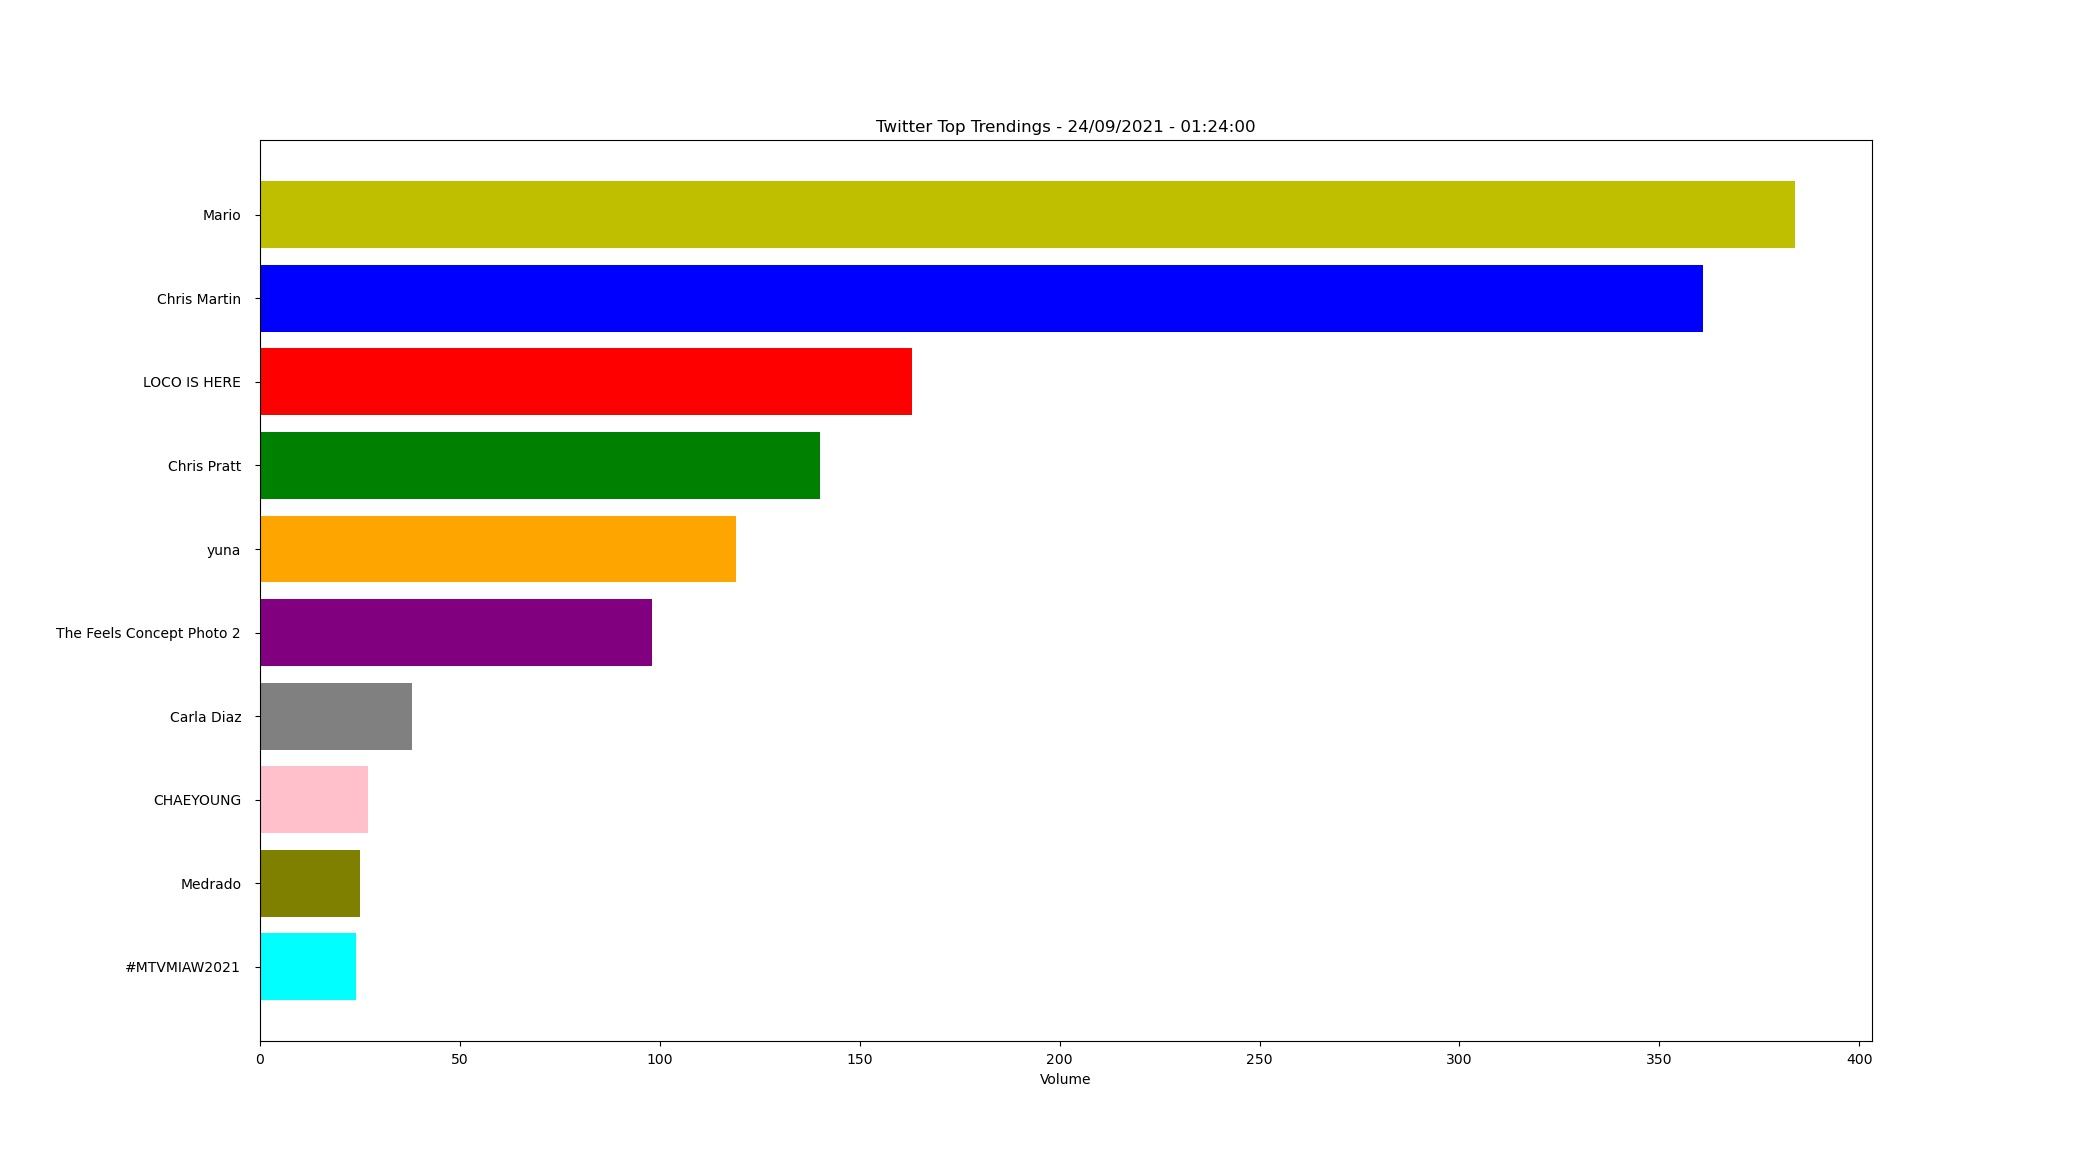 Twitter Top Trendings - 24/09/2021 - 01:24:00
Mario
Chris Martin
LOCO IS HERE
Chris Pratt
yuna
The Feels Concept Photo 2
Carla Diaz
CHAEYOUNG
Medrado
#MTVMIAW2021
0 50 100 150 200 250 300 350 400
Volume